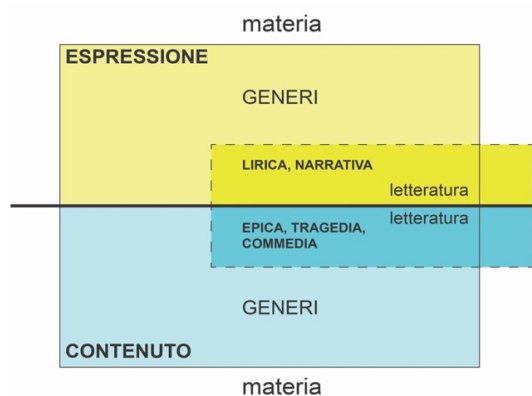 materia
ESPRESSIONE
GENERI
LIRICA, NARRATIVA
letteratura
letteratura
EPICA, TRAGEDIA,
COMMEDIA
GENERI
CONTENUTO
materia